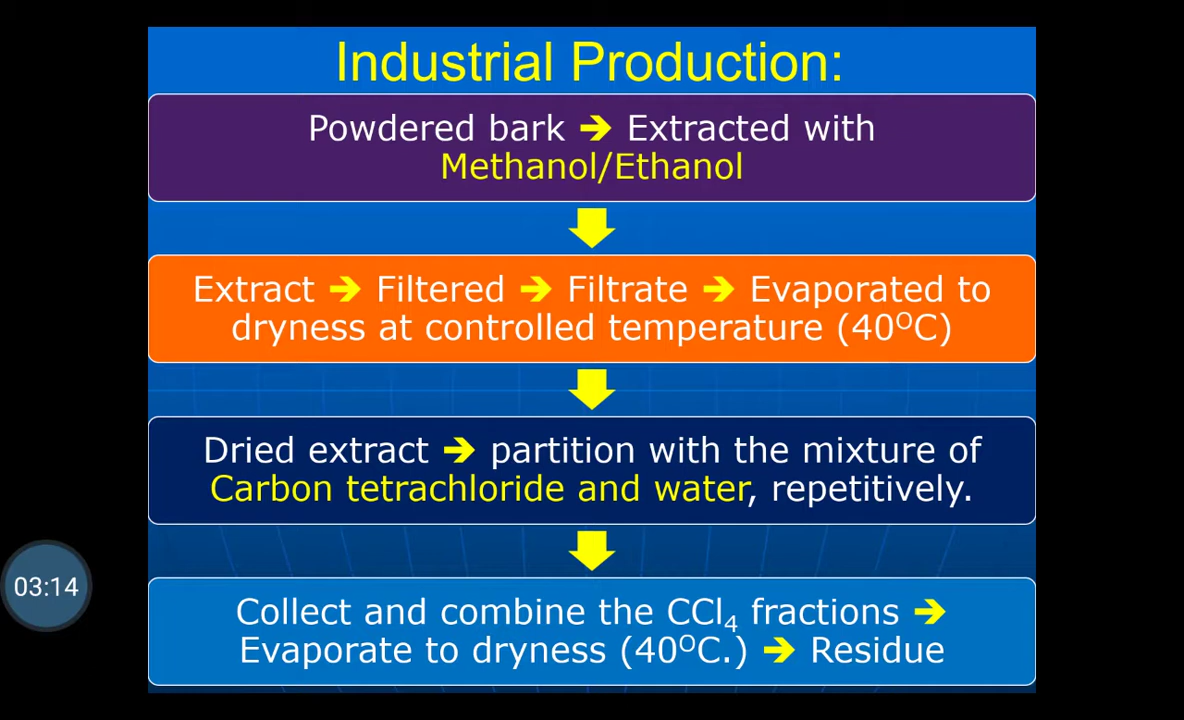 Industrial Production:
Powdered bark ➔ Extracted with
Methanol/Ethanol
Extract ➔ Filtered ➔ Filtrate ➔ Evaporated to
dryness at controlled temperature (40⁰C)
Dried extract ➔ partition with the mixture of
Carbon tetrachloride and water, repetitively.
03:14
Collect and combine the CCl₄ fractions ➔
Evaporate to dryness (40⁰C.) ➔ Residue